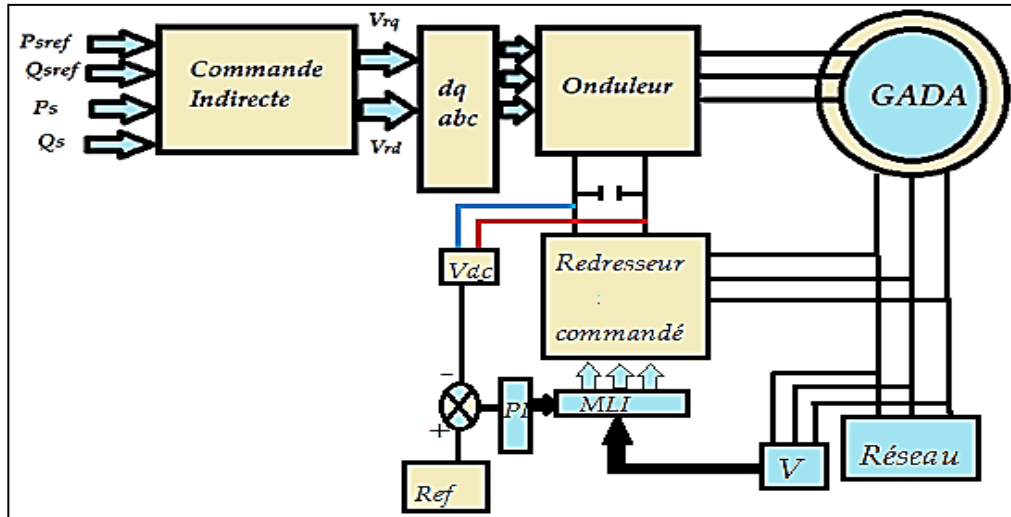 Psref
Qsref
Ps
Qs
Commande
Indirecte
Vrq
Vrd
dq
abc
Onduleur
GADA
Vdc
Redresseur
:
commandé
-
+
PI
MLI
Ref
V
Réseau